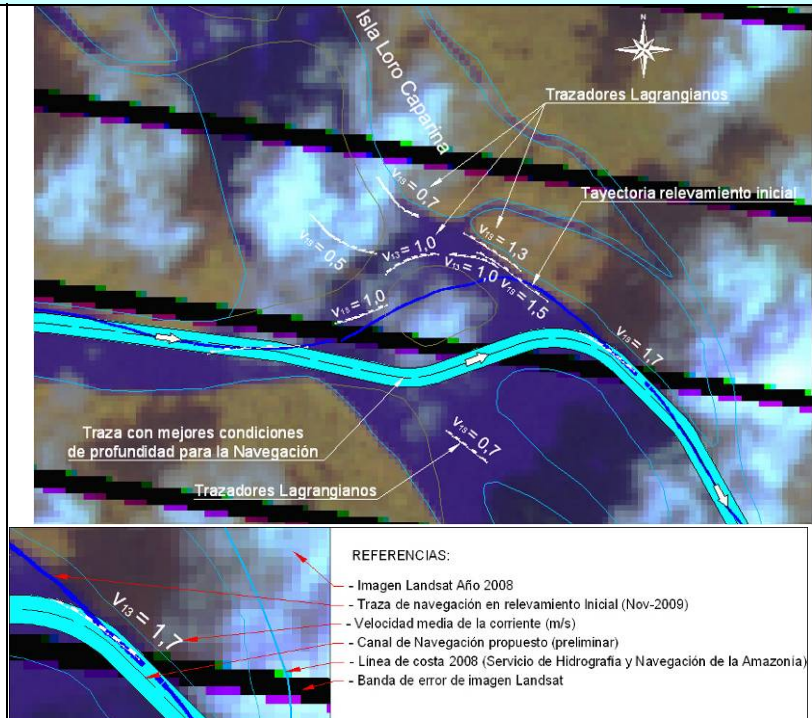 N
Isla Loro Caparina
Trazadores Lagrangianos
Tayectoria relevamiento inicial
V13 = 0,7
V13 = 1,3
V13 = 0,5
V13 = 1,0
V13 = 1,0
V13 = 1,5
V13 = 1,0
V13 = 1,7
Traza con mejores condiciones
de profundidad para la Navegación
V13 = 0,7
Trazadores Lagrangianos
V13 = 1,7
REFERENCIAS:
- Imagen Landsat Año 2008
- Traza de navegación en relevamiento Inicial (Nov-2009)
- Velocidad media de la corriente (m/s)
- Canal de Navegación propuesto (preliminar)
- Línea de costa 2008 (Servicio de Hidrografía y Navegación de la Amazonía)
- Banda de error de imagen Landsat